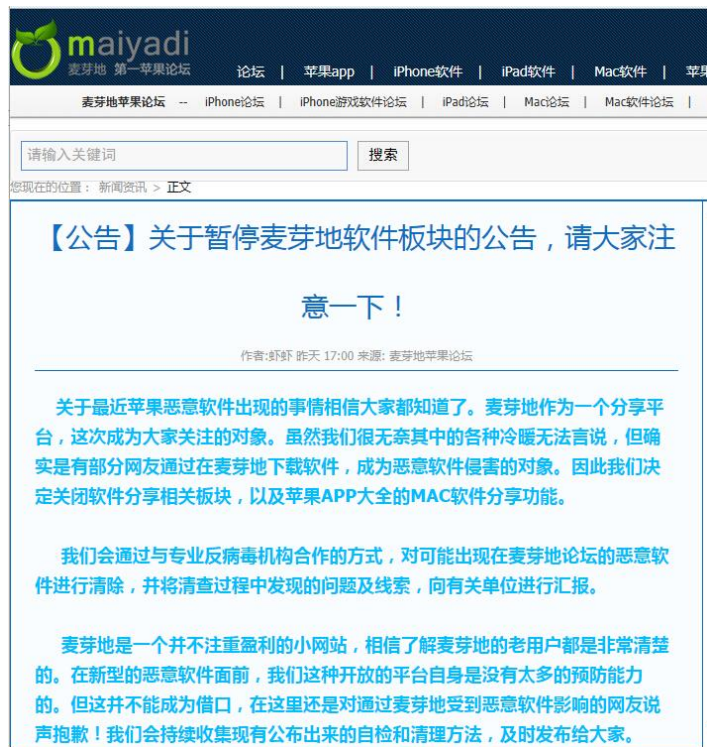 maiyadi
麦芽地 第一苹果论坛
论坛 | 苹果app | iPhone软件 | iPad软件 | Mac软件 | 苹果
麦芽地苹果论坛 -- iPhone论坛 | iPhone游戏软件论坛 | iPad论坛 | Mac论坛 | Mac软件论坛 |
请输入关键词 搜索
您现在的位置： 新闻资讯 > 正文
【公告】关于暂停麦芽地软件板块的公告，请大家注
意一下！
作者:虾虾 昨天 17:00 来源: 麦芽地苹果论坛
关于最近苹果恶意软件出现的事情相信大家都知道了。麦芽地作为一个分享平
台，这次成为大家关注的对象。虽然我们很无奈其中的各种冷暖无法言说，但确
实是有部分网友通过在麦芽地下载软件，成为恶意软件侵害的对象。因此我们决
定关闭软件分享相关板块，以及苹果APP大全的MAC软件分享功能。
我们会通过与专业反病毒机构合作的方式，对可能出现在麦芽地论坛的恶意软
件进行清除，并将清查过程中发现的问题及线索，向有关单位进行汇报。
麦芽地是一个并不注重盈利的小网站，相信了解麦芽地的老用户都是非常清楚
的。在新型的恶意软件面前，我们这种开放的平台自身是没有太多的预防能力
的。但这并不能成为借口，在这里还是对通过麦芽地受到恶意软件影响的网友说
声抱歉！我们会持续收集现有公布出来的自检和清理方法，及时发布给大家。